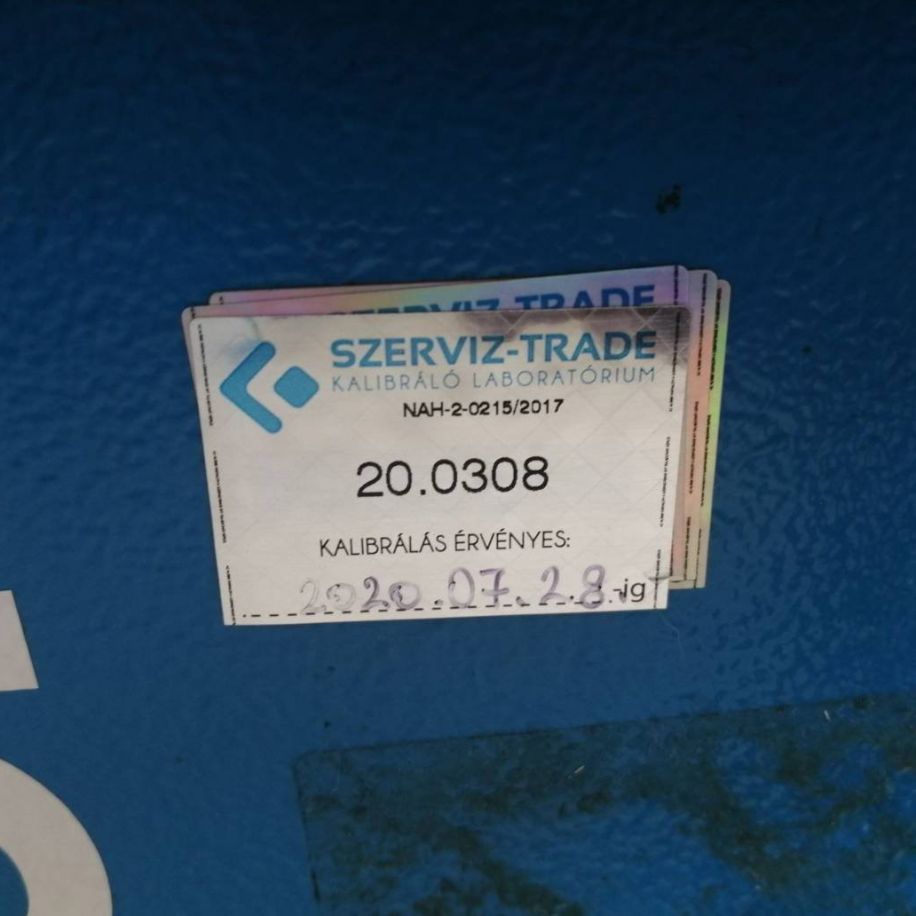 SZERVIZ-TRADE
SZERVIZ-TRADE
KALIBRÁLÓ LABORATÓRIUM
NAH-2-0215/2017
20.0308
KALIBRÁLÁS ÉRVÉNYES:
2020.07.28.-ig